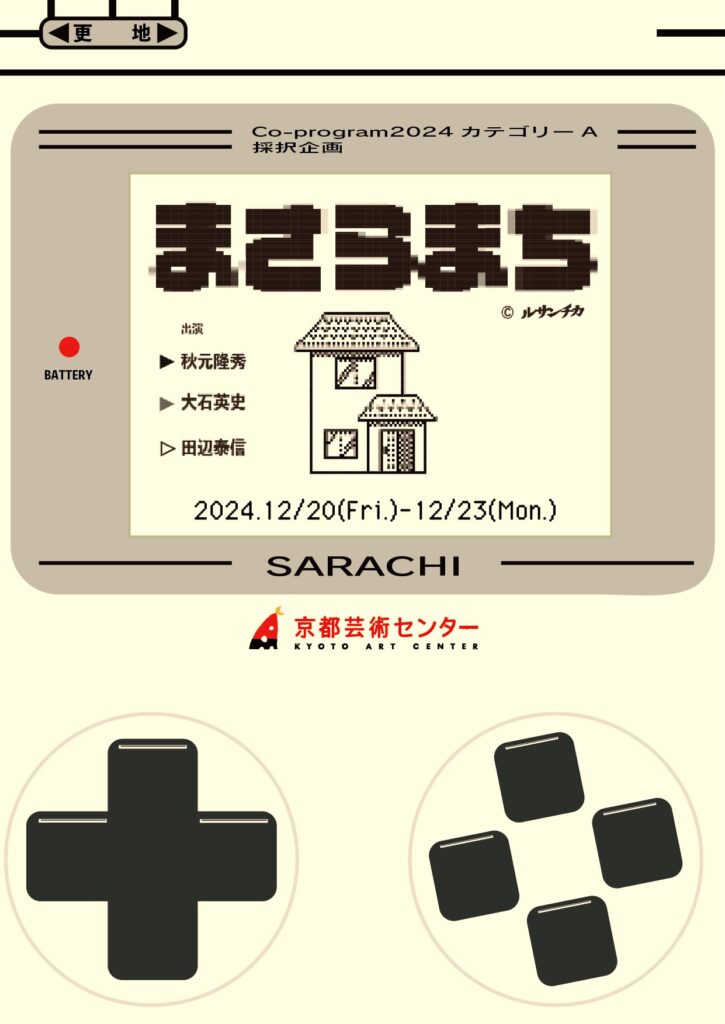 ◀更 地▶
Co-program2024 カテゴリー A
採択企画
まさらまち
© ルサンチカ
出演
▶ 秋元隆秀
▶ 大石英史
▷ 田辺泰信
BATTERY
2024.12/20(Fri.)-12/23(Mon.)
SARACHI
京都芸術センター
KYOTO ART CENTER